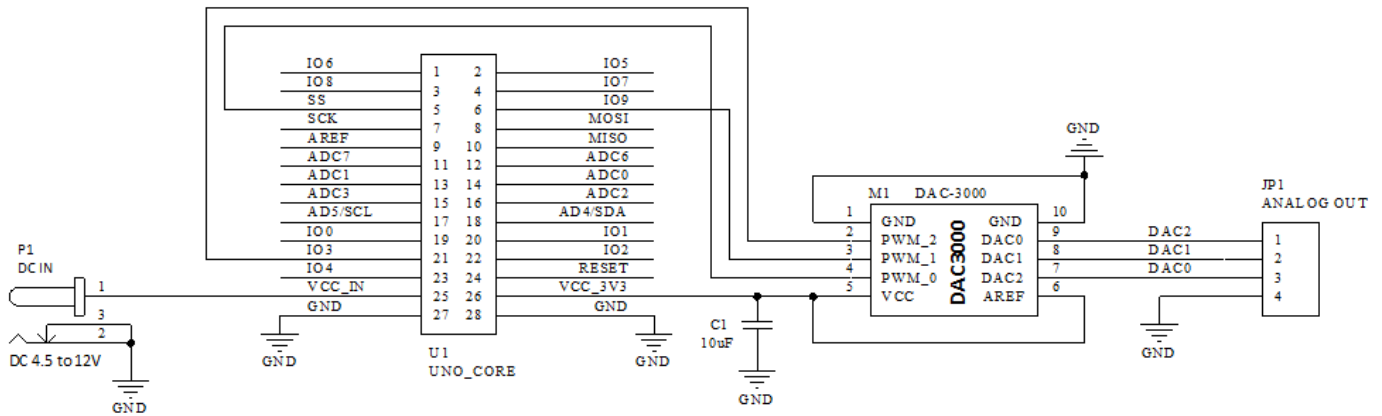 IO6 1 2 IO5
IO8 3 4 IO7
SS 5 6 IO9
SCK 7 8 MOSI
AREF 9 10 MISO
ADC7 11 12 ADC6
ADC1 13 14 ADC0
ADC3 15 16 ADC2
AD5/SCL 17 18 AD4/SDA
IO0 19 20 IO1
IO3 21 22 IO2
IO4 23 24 RESET
VCC_IN 25 26 VCC_3V3
GND 27 28 GND
U1
UNO_CORE
P1
DC IN
1
3
2
DC 4.5 to 12V
GND
GND
GND
C1
10uF
GND
GND
M1 DAC-3000
1 GND GND 10
2 PWM_2 DAC0 9
3 PWM_1 DAC1 8
4 PWM_0 DAC2 7
5 VCC AREF 6
DAC3000
DAC2
DAC1
DAC0
JP1
ANALOG OUT
1
2
3
4
GND